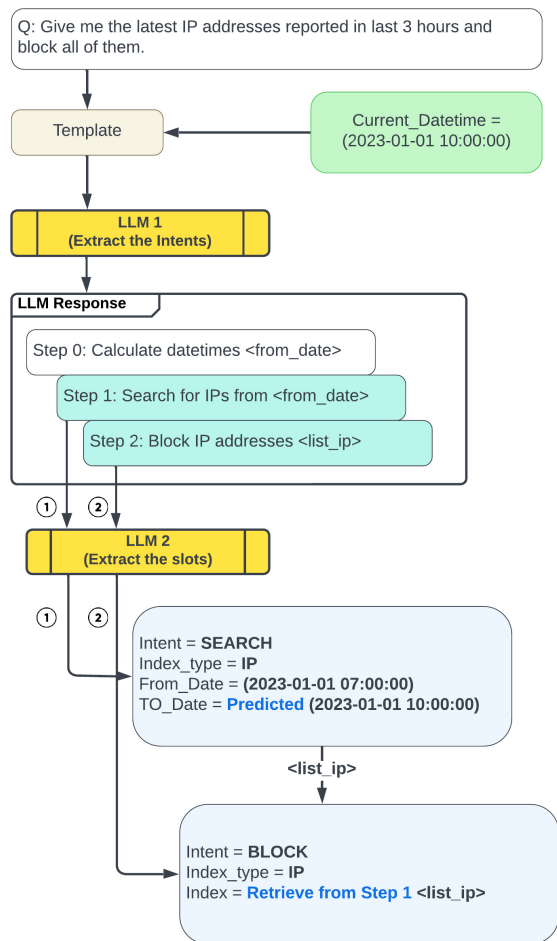 Q: Give me the latest IP addresses reported in last 3 hours and
block all of them.
Template
Current_Datetime =
(2023-01-01 10:00:00)
LLM 1
(Extract the Intents)
LLM Response
Step 0: Calculate datetimes <from_date>
Step 1: Search for IPs from <from_date>
Step 2: Block IP addresses <list_ip>
1
2
LLM 2
(Extract the slots)
1
2
Intent = SEARCH
Index_type = IP
From_Date = (2023-01-01 07:00:00)
TO_Date = Predicted (2023-01-01 10:00:00)
<list_ip>
Intent = BLOCK
Index_type = IP
Index = Retrieve from Step 1 <list_ip>